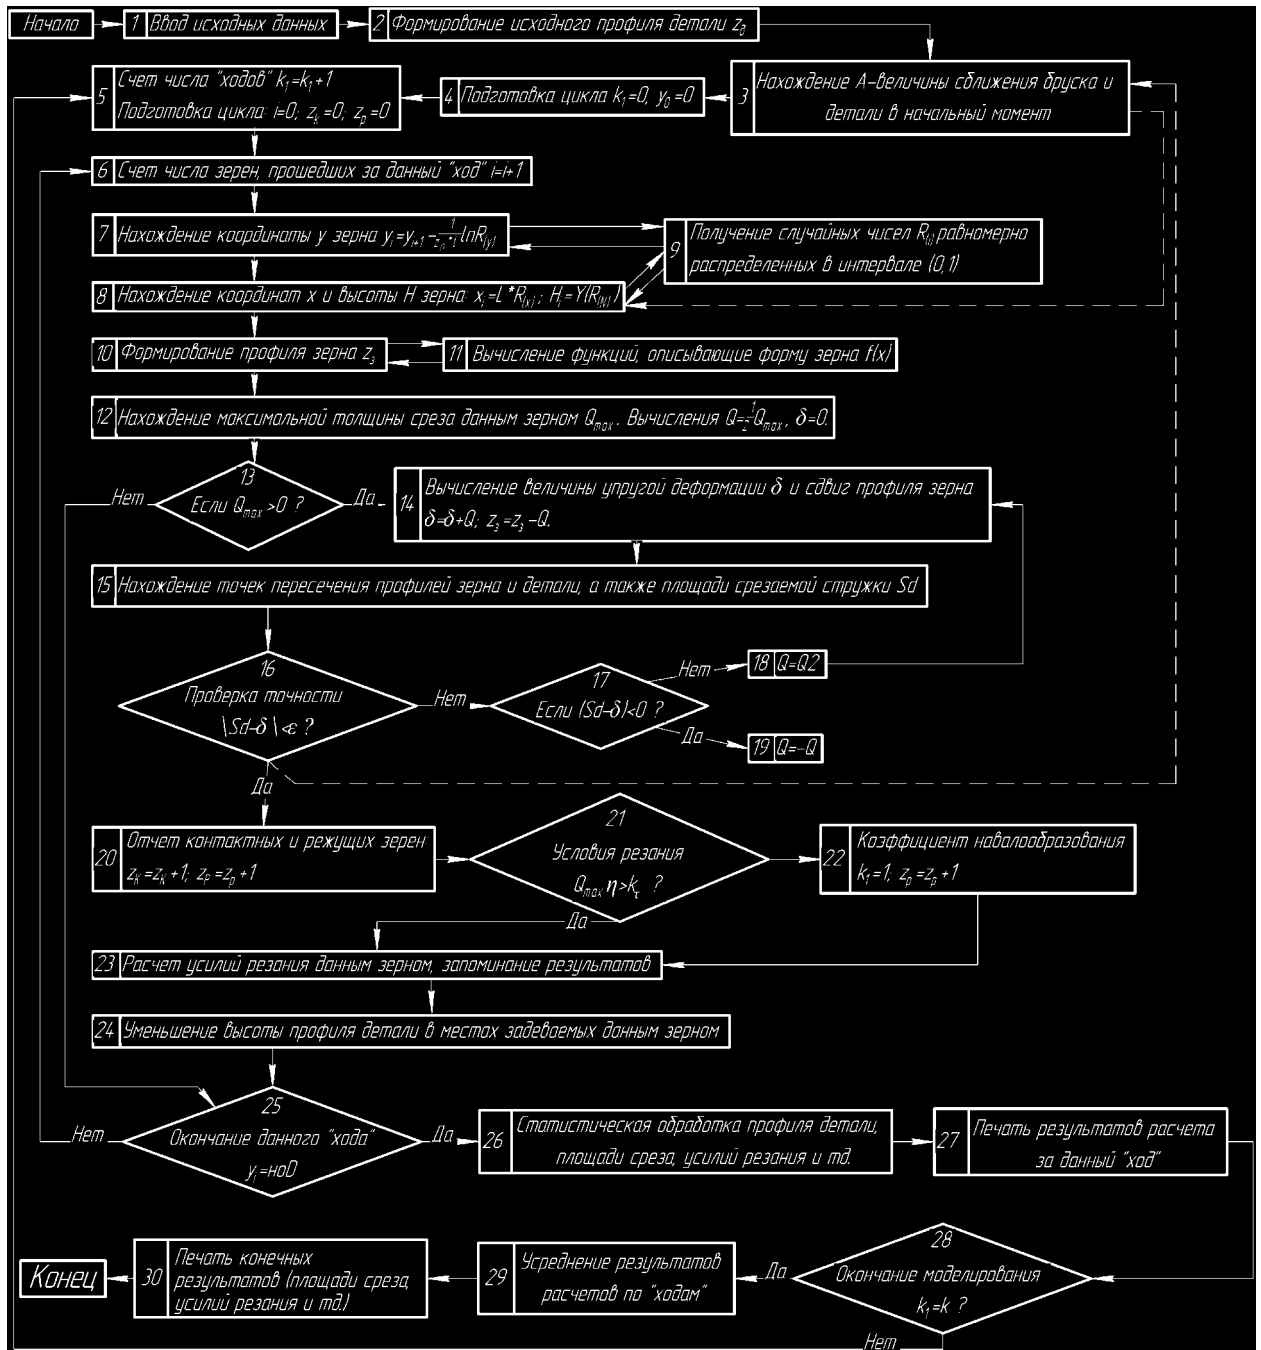 Начало
1 Ввод исходных данных
2 Формирование исходного профиля детали z∂
3 Нахождение А-величины сближения бруска и
детали в начальный момент
4 Подготовка цикла k₁=0, y₀=0
5 Счет числа "ходов" k₁=k₁+1
Подготовка цикла: i=0; zₖ=0; zₚ=0
6 Счет числа зерен, прошедших за данный "ход" i=i+1
7 Нахождение координаты y зерна
9 Получение случайных чисел равномерно
распределенных в интервале (0,1)
8 Нахождение координат x и высоты H зерна:
10 Формирование профиля зерна z₃
11 Вычисление функций, описывающие форму зерна f(x)
12 Нахождение максимальной толщины среза данным зерном Qmax. Вычисления Q=½Qmax, δ=0.
13
Если Qmax>0 ?
Нет
Да
14 Вычисление величины упругой деформации δ и сдвиг профиля зерна
δ=δ+Q; z₃=z₃-Q.
15 Нахождение точек пересечения профилей зерна и детали, а также площади срезаемой стружки Sd
16
Проверка точности
\Sd-δ\<ε ?
Нет
Да
17
Если (Sd-δ)<0 ?
Нет
Да
18 Q=Q2
19 Q=-Q
20 Отчет контактных и режущих зерен:
zₖ=zₖ+1; zₚ=zₚ+1
21
Условия резания
Qmax η>kτ ?
Да
22 Коэффициент навалообразования
k₁=1; zₚ=zₚ+1
23 Расчет усилий резания данным зерном, запоминание результатов
24 Уменьшение высоты профиля детали в местах задеваемых данным зерном
25
Окончание данного "хода"
yᵢ=ноD
Нет
Да
26 Статистическая обработка профиля детали,
площади среза, усилий резания и тд.
27 Печать результатов расчета
за данный "ход"
28
Окончание моделирования
k₁=k ?
Да
Нет
29 Усреднение результатов
расчетов по "ходам"
30 Печать конечных
результатов (площади среза,
усилий резания и тд.)
Конец